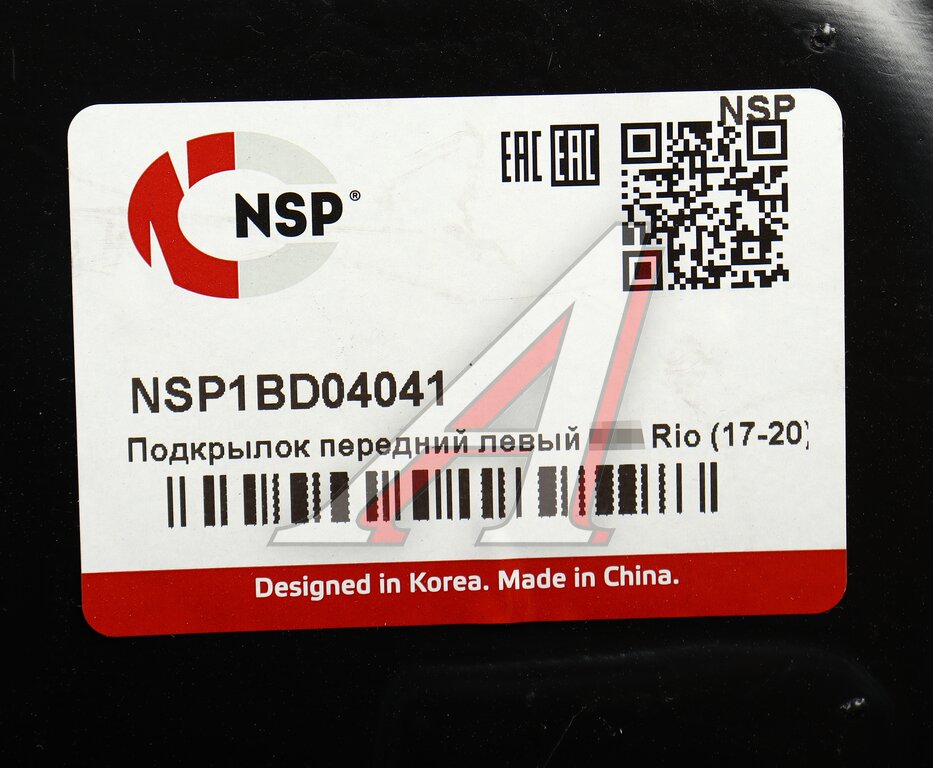 NSP
EAC EAC
NSP®
NSP1BD04041
Подкрылок передний левый Rio (17-20)
Designed in Korea. Made in China.